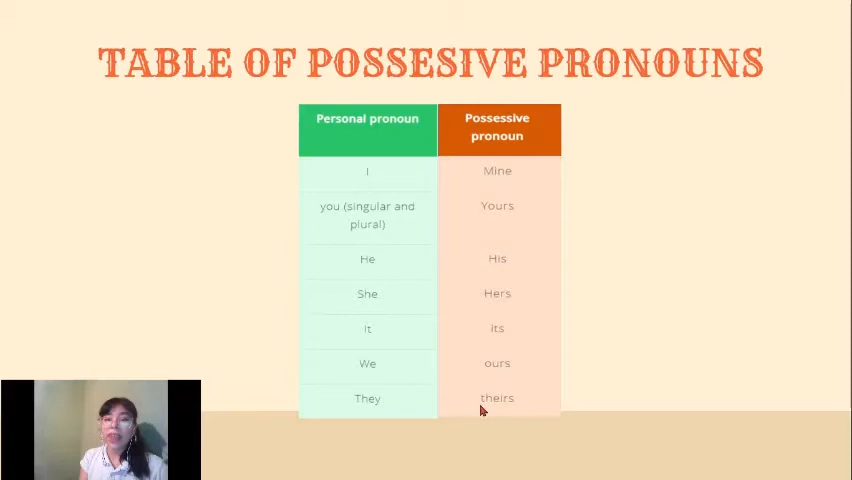 TABLE OF POSSESIVE PRONOUNS
Personal pronoun Possessive
pronoun
I Mine
you (singular and Yours
plural)
He His
She Hers
It its
We ours
They theirs